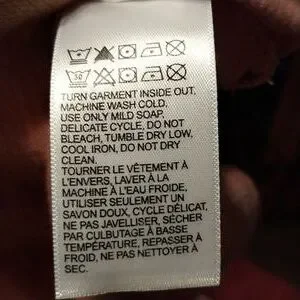 TURN GARMENT INSIDE OUT.
MACHINE WASH COLD.
USE ONLY MILD SOAP.
DELICATE CYCLE, DO NOT
BLEACH, TUMBLE DRY LOW.
COOL IRON, DO NOT DRY
CLEAN.
TOURNER LE VÊTEMENT À
L'ENVERS, LAVER À LA
MACHINE À L'EAU FROIDE,
UTILISER SEULEMENT UN
SAVON DOUX, CYCLE DÉLICAT,
NE PAS JAVELLISER, SÉCHER
PAR CULBUTAGE À BASSE
TEMPÉRATURE, REPASSER À
FROID, NE PAS NETTOYER À
SEC.